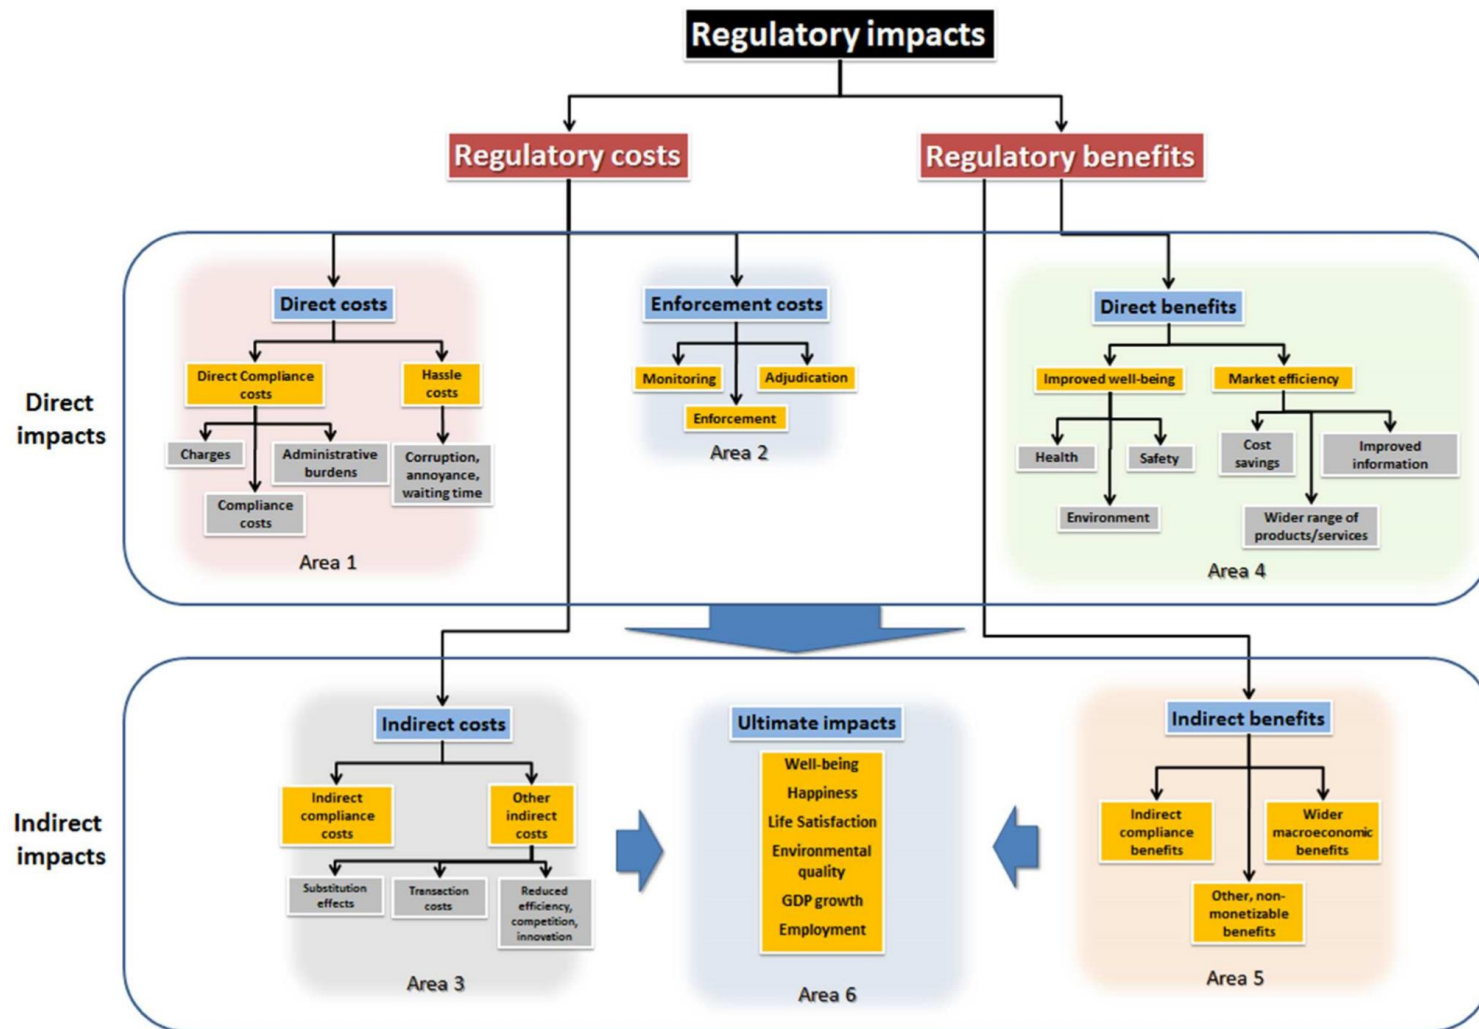 Regulatory impacts
Regulatory costs
Regulatory benefits
Direct
impacts
Direct costs
Direct Compliance
costs
Hassle
costs
Charges
Administrative
burdens
Corruption,
annoyance,
waiting time
Compliance
costs
Area 1
Enforcement costs
Monitoring
Adjudication
Enforcement
Area 2
Direct benefits
Improved well-being
Market efficiency
Health
Safety
Cost
savings
Improved
information
Environment
Wider range of
products/services
Area 4
Indirect
impacts
Indirect costs
Indirect
compliance
costs
Other
indirect
costs
Substitution
effects
Transaction
costs
Reduced
efficiency,
competition,
innovation
Area 3
Ultimate impacts
Well-being
Happiness
Life Satisfaction
Environmental
quality
GDP growth
Employment
Area 6
Indirect benefits
Indirect
compliance
benefits
Wider
macroeconomic
benefits
Other, non-
monetizable
benefits
Area 5